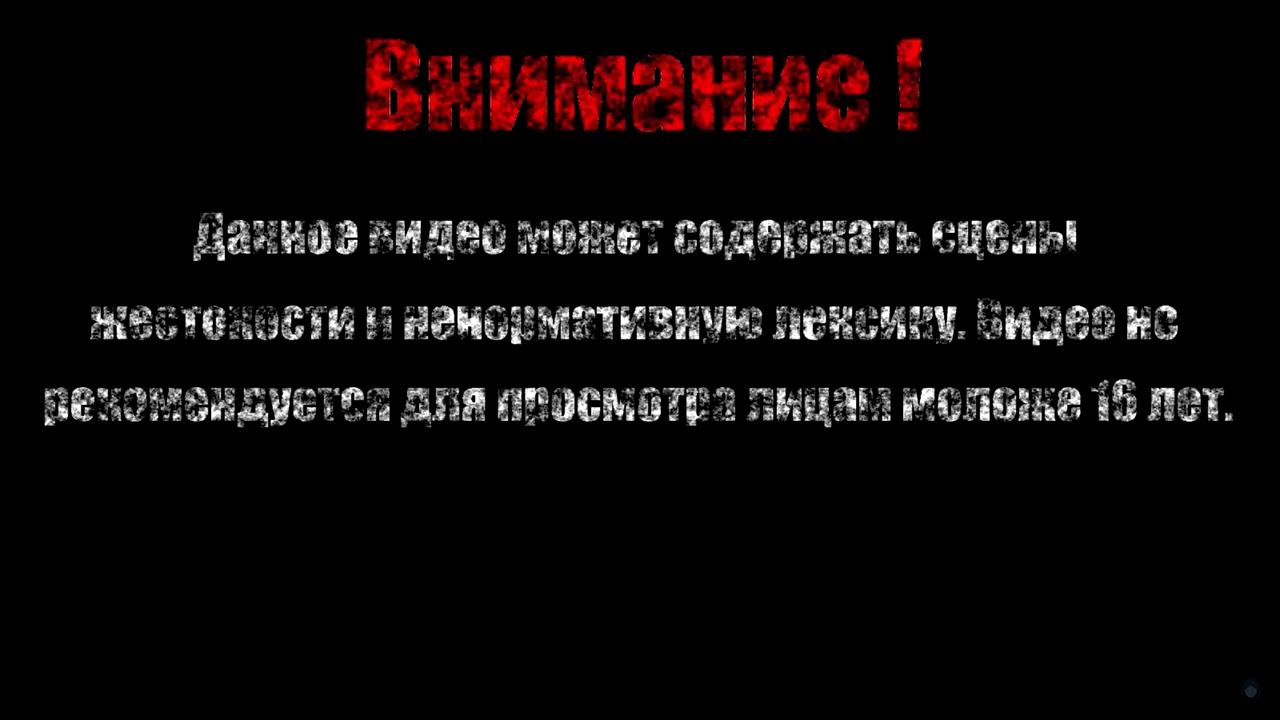 Внимание !
Данное видео может содержать сцены
жестокости и ненормативную лексику. Видео не
рекомендуется для просмотра лицам моложе 16 лет.